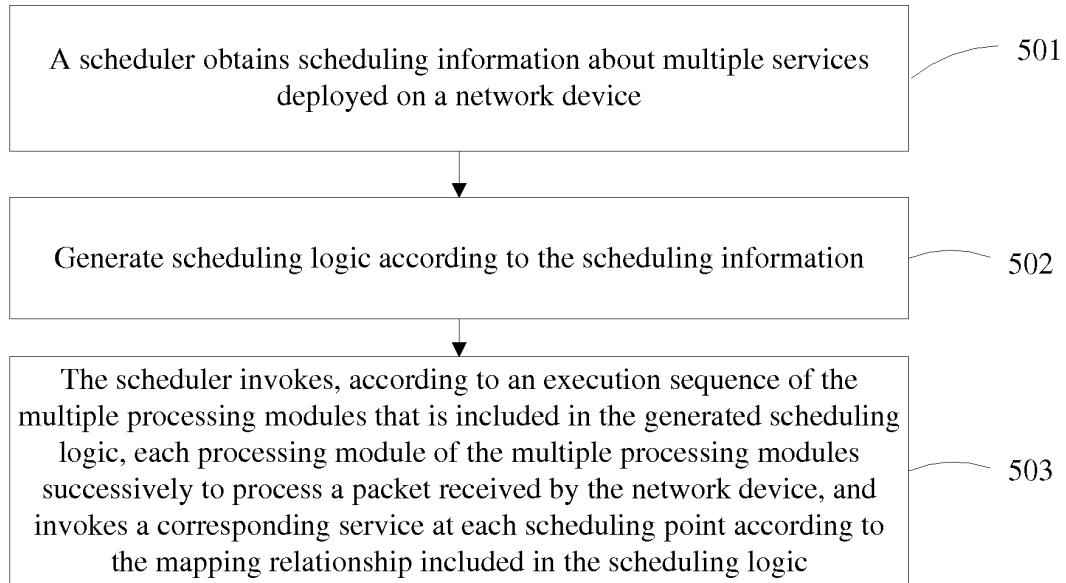 A scheduler obtains scheduling information about multiple services
deployed on a network device
501
Generate scheduling logic according to the scheduling information
502
The scheduler invokes, according to an execution sequence of the
multiple processing modules that is included in the generated scheduling
logic, each processing module of the multiple processing modules
successively to process a packet received by the network device, and
invokes a corresponding service at each scheduling point according to
the mapping relationship included in the scheduling logic
503